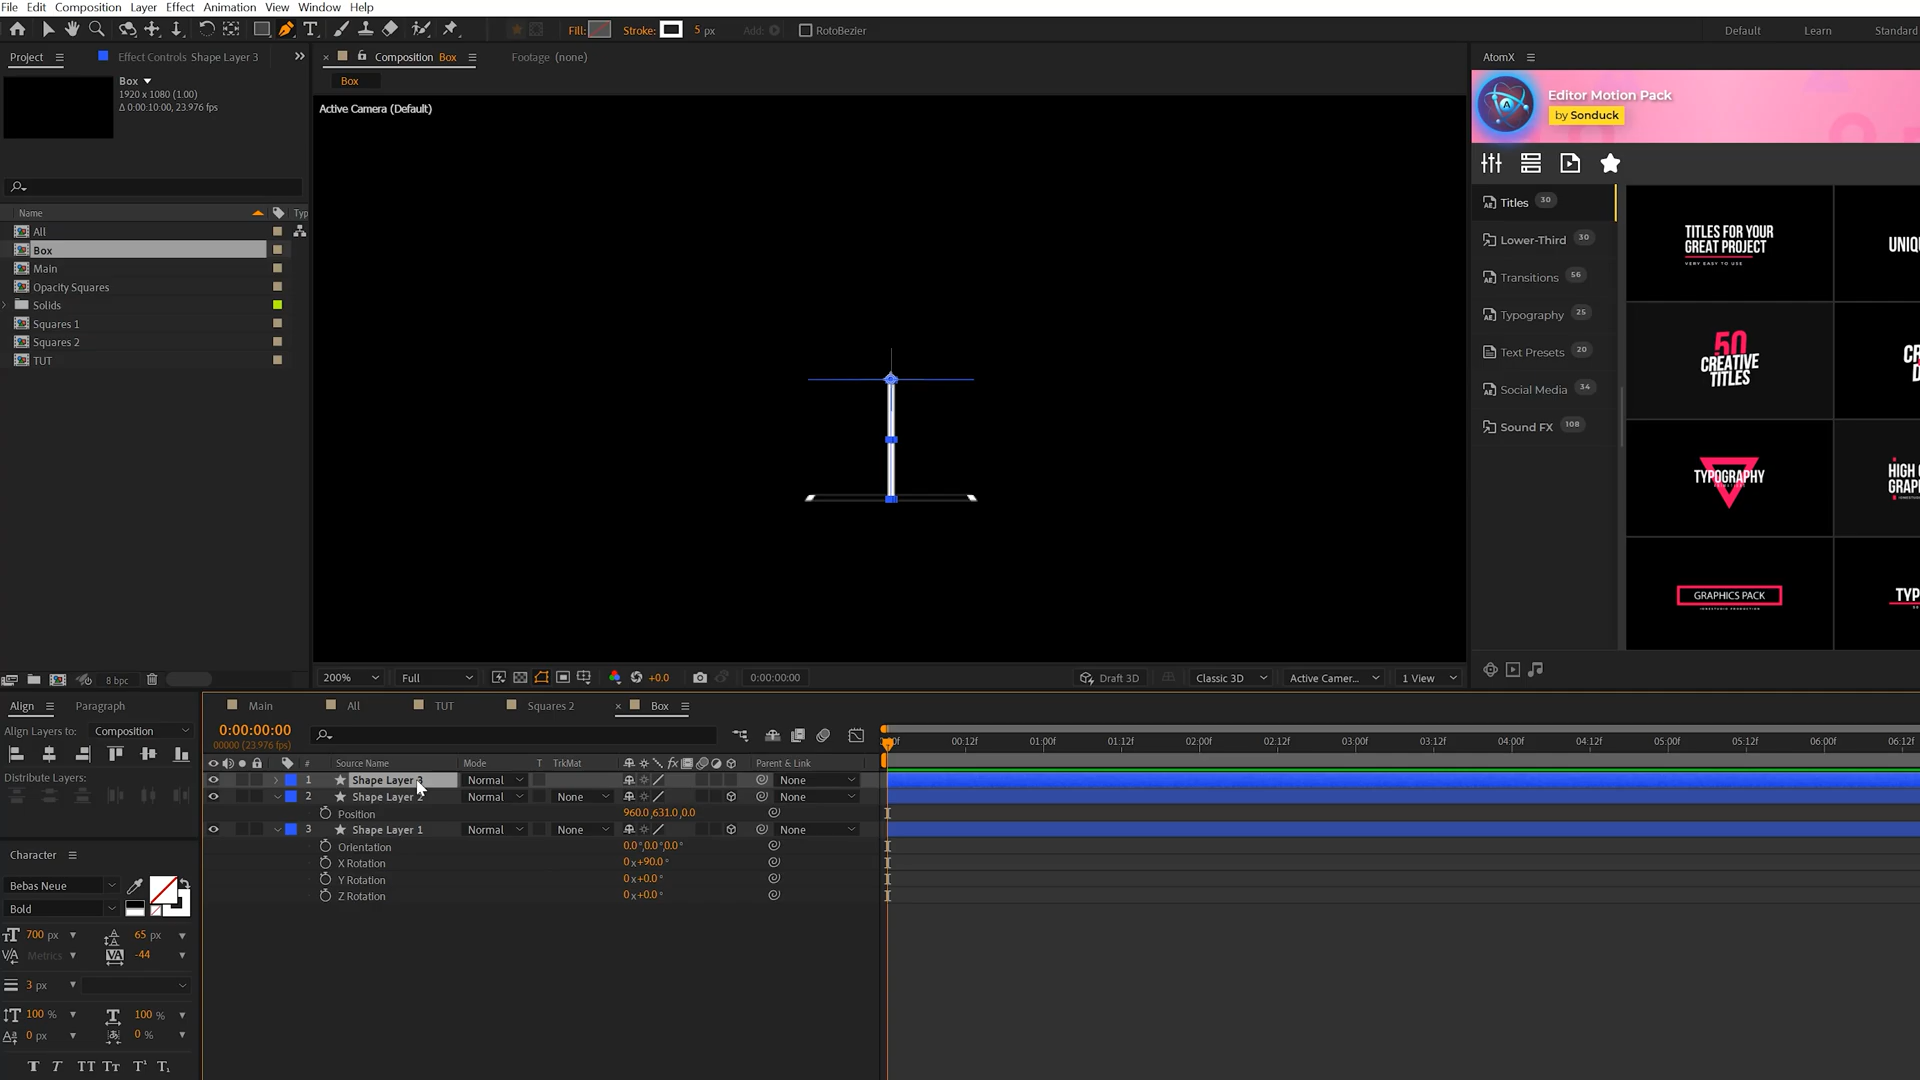 File Edit Composition Layer Effect Animation View Window Help
Fill: Stroke: 5 px Add: RotoBezier Default Learn Standard
Project Effect Controls Shape Layer 3 Composition Box Footage (none) AtomX
Box
1920 x 1080 (1.00)
Δ 0:00:10:00, 23.976 fps
Box
Active Camera (Default)
Editor Motion Pack
by Sonduck
Name Typ
All
Box
Main
Opacity Squares
Solids
Squares 1
Squares 2
TUT
Titles 30
Lower-Third 30
Transitions 56
Typography 25
Text Presets 20
Social Media 34
Sound FX 108
TITLES FOR YOUR
GREAT PROJECT
VERY EASY TO USE
50
CREATIVE
TITLES
TYPOGRAPHY
GRAPHICS PACK
8 bpc 200% Full +0.0 0:00:00:00 Draft 3D Classic 3D Active Camer... 1 View
Align Paragraph Main All TUT Squares 2 Box
Align Layers to: Composition
Distribute Layers:
0:00:00:00
00000 (23.976 fps)
00:12f 01:00f 01:12f 02:00f 02:12f 03:00f 03:12f 04:00f 04:12f 05:00f 05:12f 06:00f 06:12f
# Source Name Mode T TrkMat Parent & Link
1 Shape Layer 3 Normal None
2 Shape Layer 2 Normal None None
Position 960.0,631.0,0.0
3 Shape Layer 1 Normal None None
Orientation 0.0°,0.0°,0.0°
X Rotation 0x+90.0°
Y Rotation 0x+0.0°
Z Rotation 0x+0.0°
Character
Bebas Neue
Bold
700 px 65 px
Metrics -44
3 px
100 % 100 %
0 px 0 %